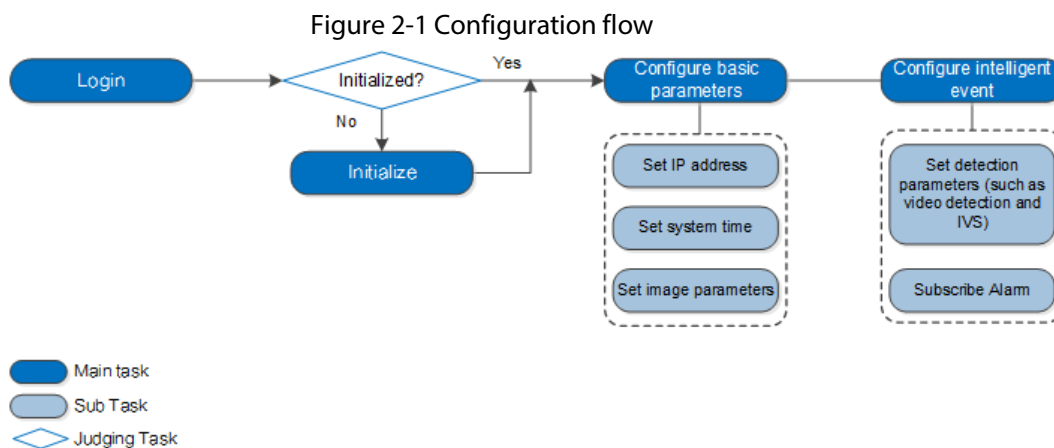 Figure 2-1 Configuration flow
Login
Initialized?
Yes
No
Initialize
Configure basic
parameters
Set IP address
Set system time
Set image parameters
Configure intelligent
event
Set detection
parameters (such as
video detection and
IVS)
Subscribe Alarm
Main task
Sub Task
Judging Task